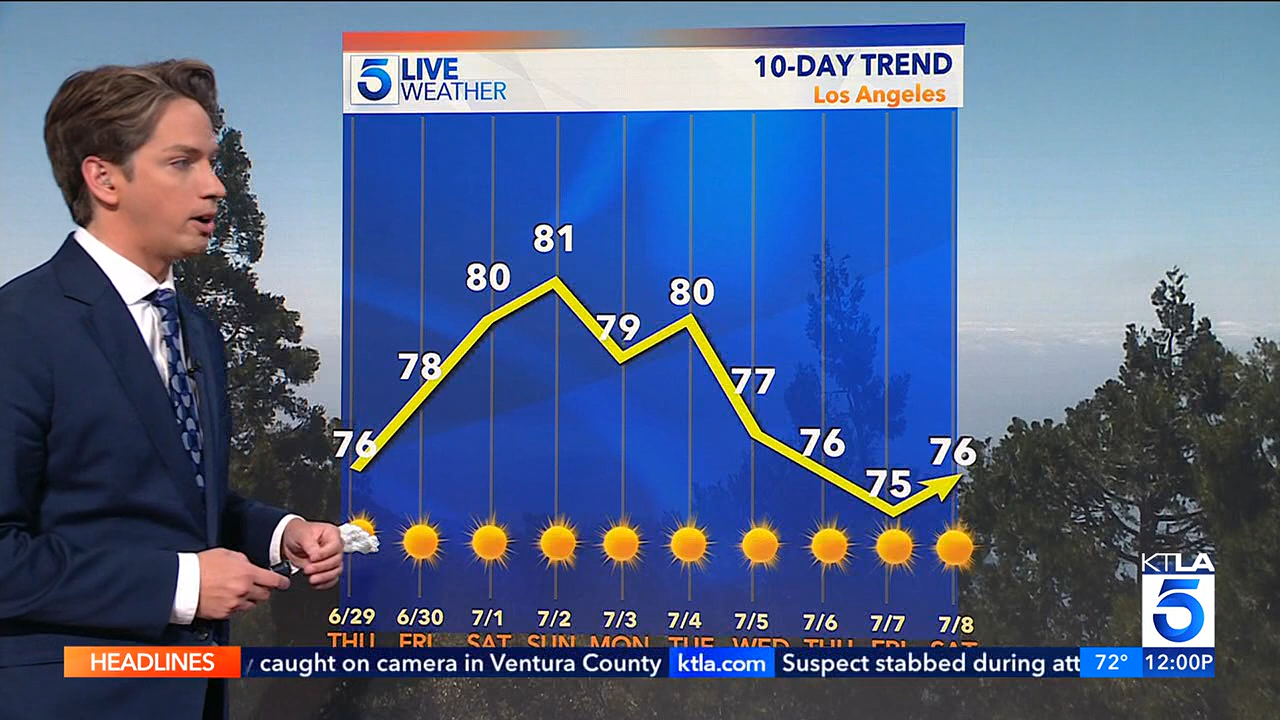 5 LIVE
WEATHER
10-DAY TREND
Los Angeles
76 78 80 81 79 80 77 76 75 76
6/29 6/30 7/1 7/2 7/3 7/4 7/5 7/6 7/7 7/8
THU FRI SAT SUN MON TUE WED THU FRI SAT
KTLA
5
HEADLINES / caught on camera in Ventura County ktla.com Suspect stabbed during att 72° 12:00P